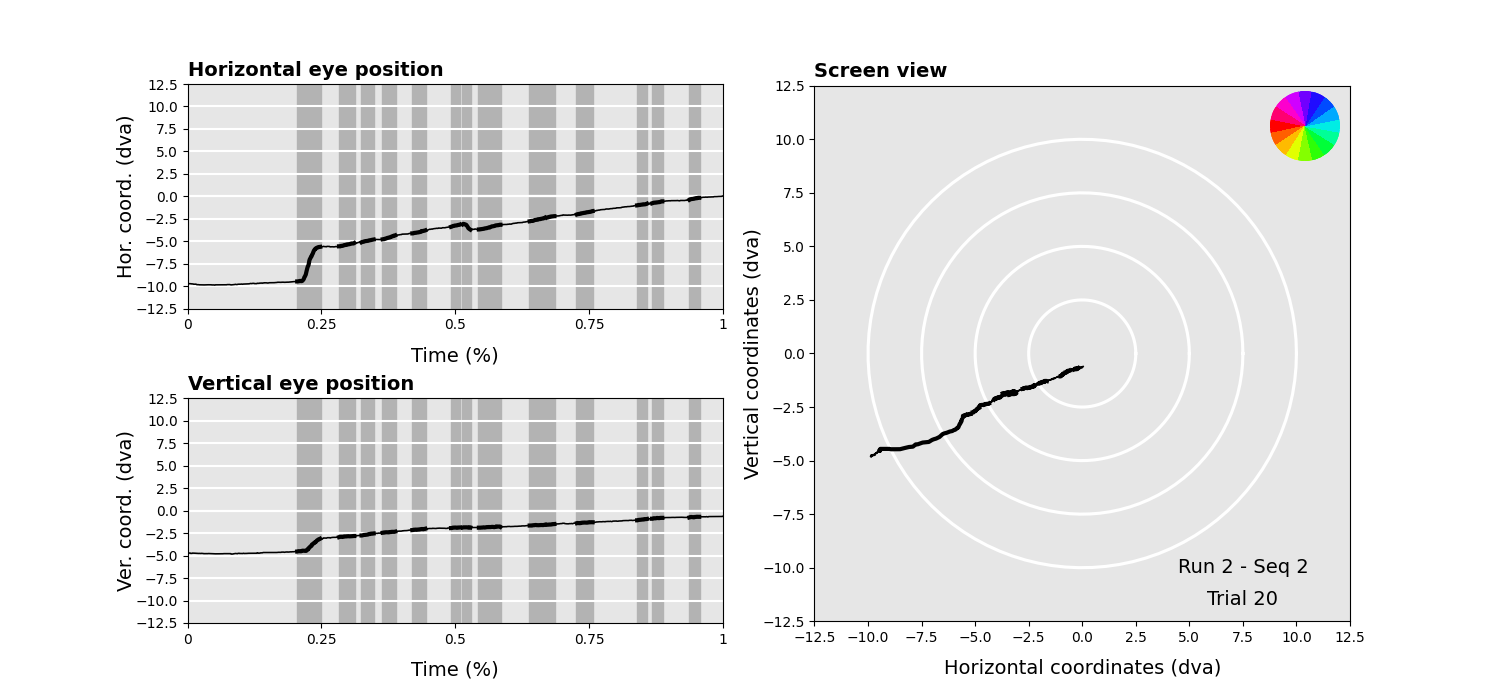 Horizontal eye position
Hor. coord. (dva)
12.5
10.0
7.5
5.0
2.5
0.0
−2.5
−5.0
−7.5
−10.0
−12.5
0 0.25 0.5 0.75 1
Time (%)
Vertical eye position
Ver. coord. (dva)
12.5
10.0
7.5
5.0
2.5
0.0
−2.5
−5.0
−7.5
−10.0
−12.5
0 0.25 0.5 0.75 1
Time (%)
Screen view
Vertical coordinates (dva)
12.5
10.0
7.5
5.0
2.5
0.0
−2.5
−5.0
−7.5
−10.0
−12.5
Run 2 - Seq 2
Trial 20
−12.5 −10.0 −7.5 −5.0 −2.5 0.0 2.5 5.0 7.5 10.0 12.5
Horizontal coordinates (dva)